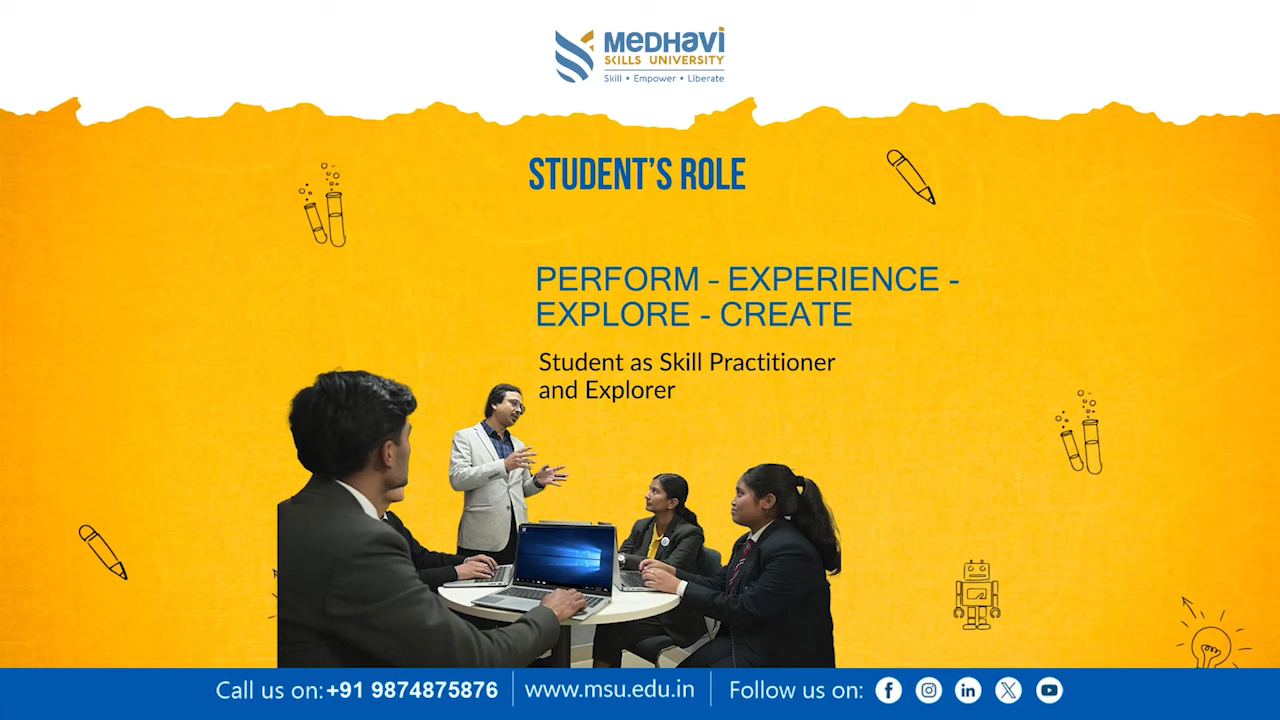 MEDHAVI
SKILLS UNIVERSITY
Skill • Empower • Liberate
STUDENT'S ROLE
PERFORM - EXPERIENCE -
EXPLORE - CREATE
Student as Skill Practitioner
and Explorer
Call us on: +91 9874875876 | www.msu.edu.in | Follow us on: